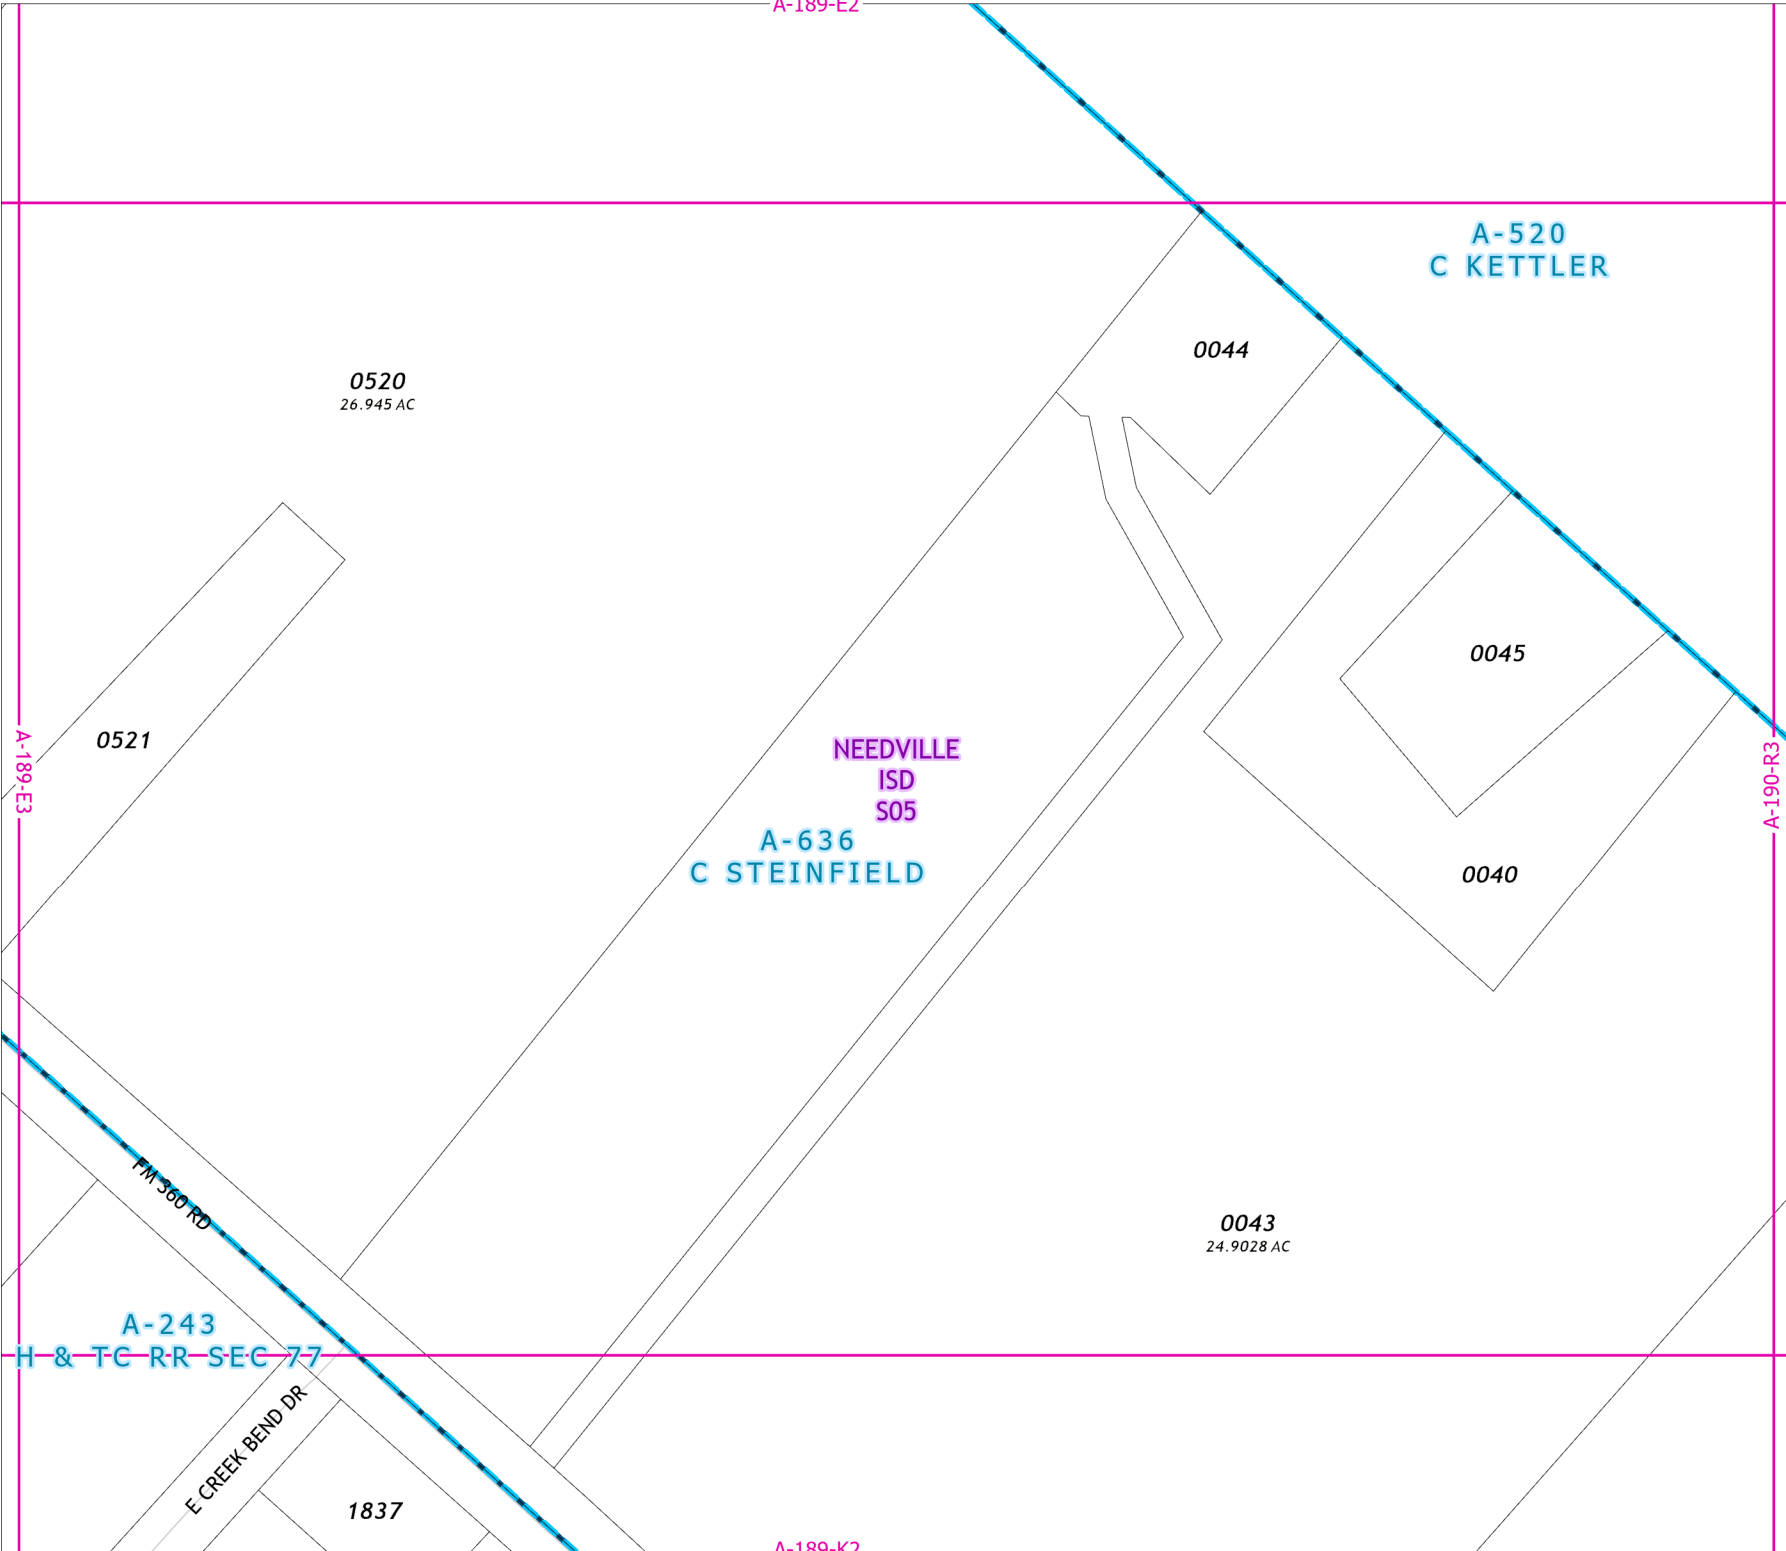 A-189-E2
A-520
C KETTLER
0044
0520
26.945 AC
0045
0521
NEEDVILLE
ISD
S05
A-189-E3
A-190-R3
A-636
C STEINFIELD
0040
FM 360 RD
0043
24.9028 AC
A-243
H & TC RR SEC 77
E CREEK BEND DR
1837
A-189-K2